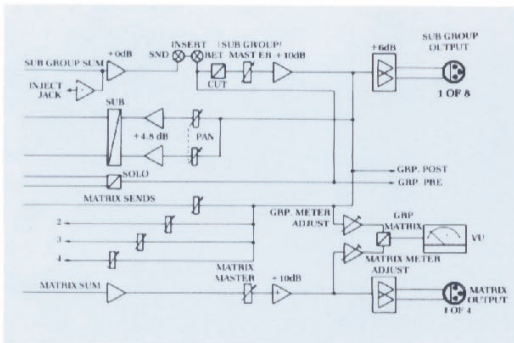 SUB GROUP SUM
+0dB
INSERT
SND
RET
(SUB GROUP)
MASTER
+10dB
CUT
+6dB
SUB GROUP
OUTPUT
1 OF 8
INJECT
JACK
SUB
+4.8 dB
PAN
SOLO
GRP. POST
GRP PRE
MATRIX SENDS
2
3
4
GRP. METER
ADJUST
GRP
MATRIX
VU
MATRIX METER
ADJUST
MATRIX SUM
MATRIX
MASTER
+10dB
+
MATRIX
OUTPUT
1 OF 4